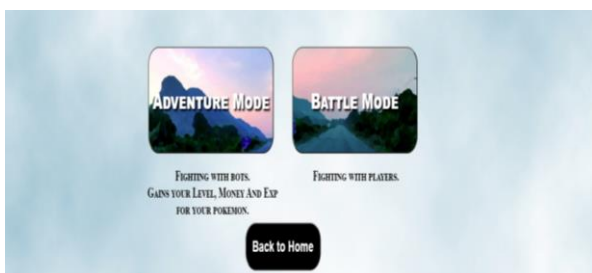 Adventure Mode
Battle Mode
Fighting with bots.
Gains your Level, Money And Exp
for your pokemon.
Fighting with players.
Back to Home